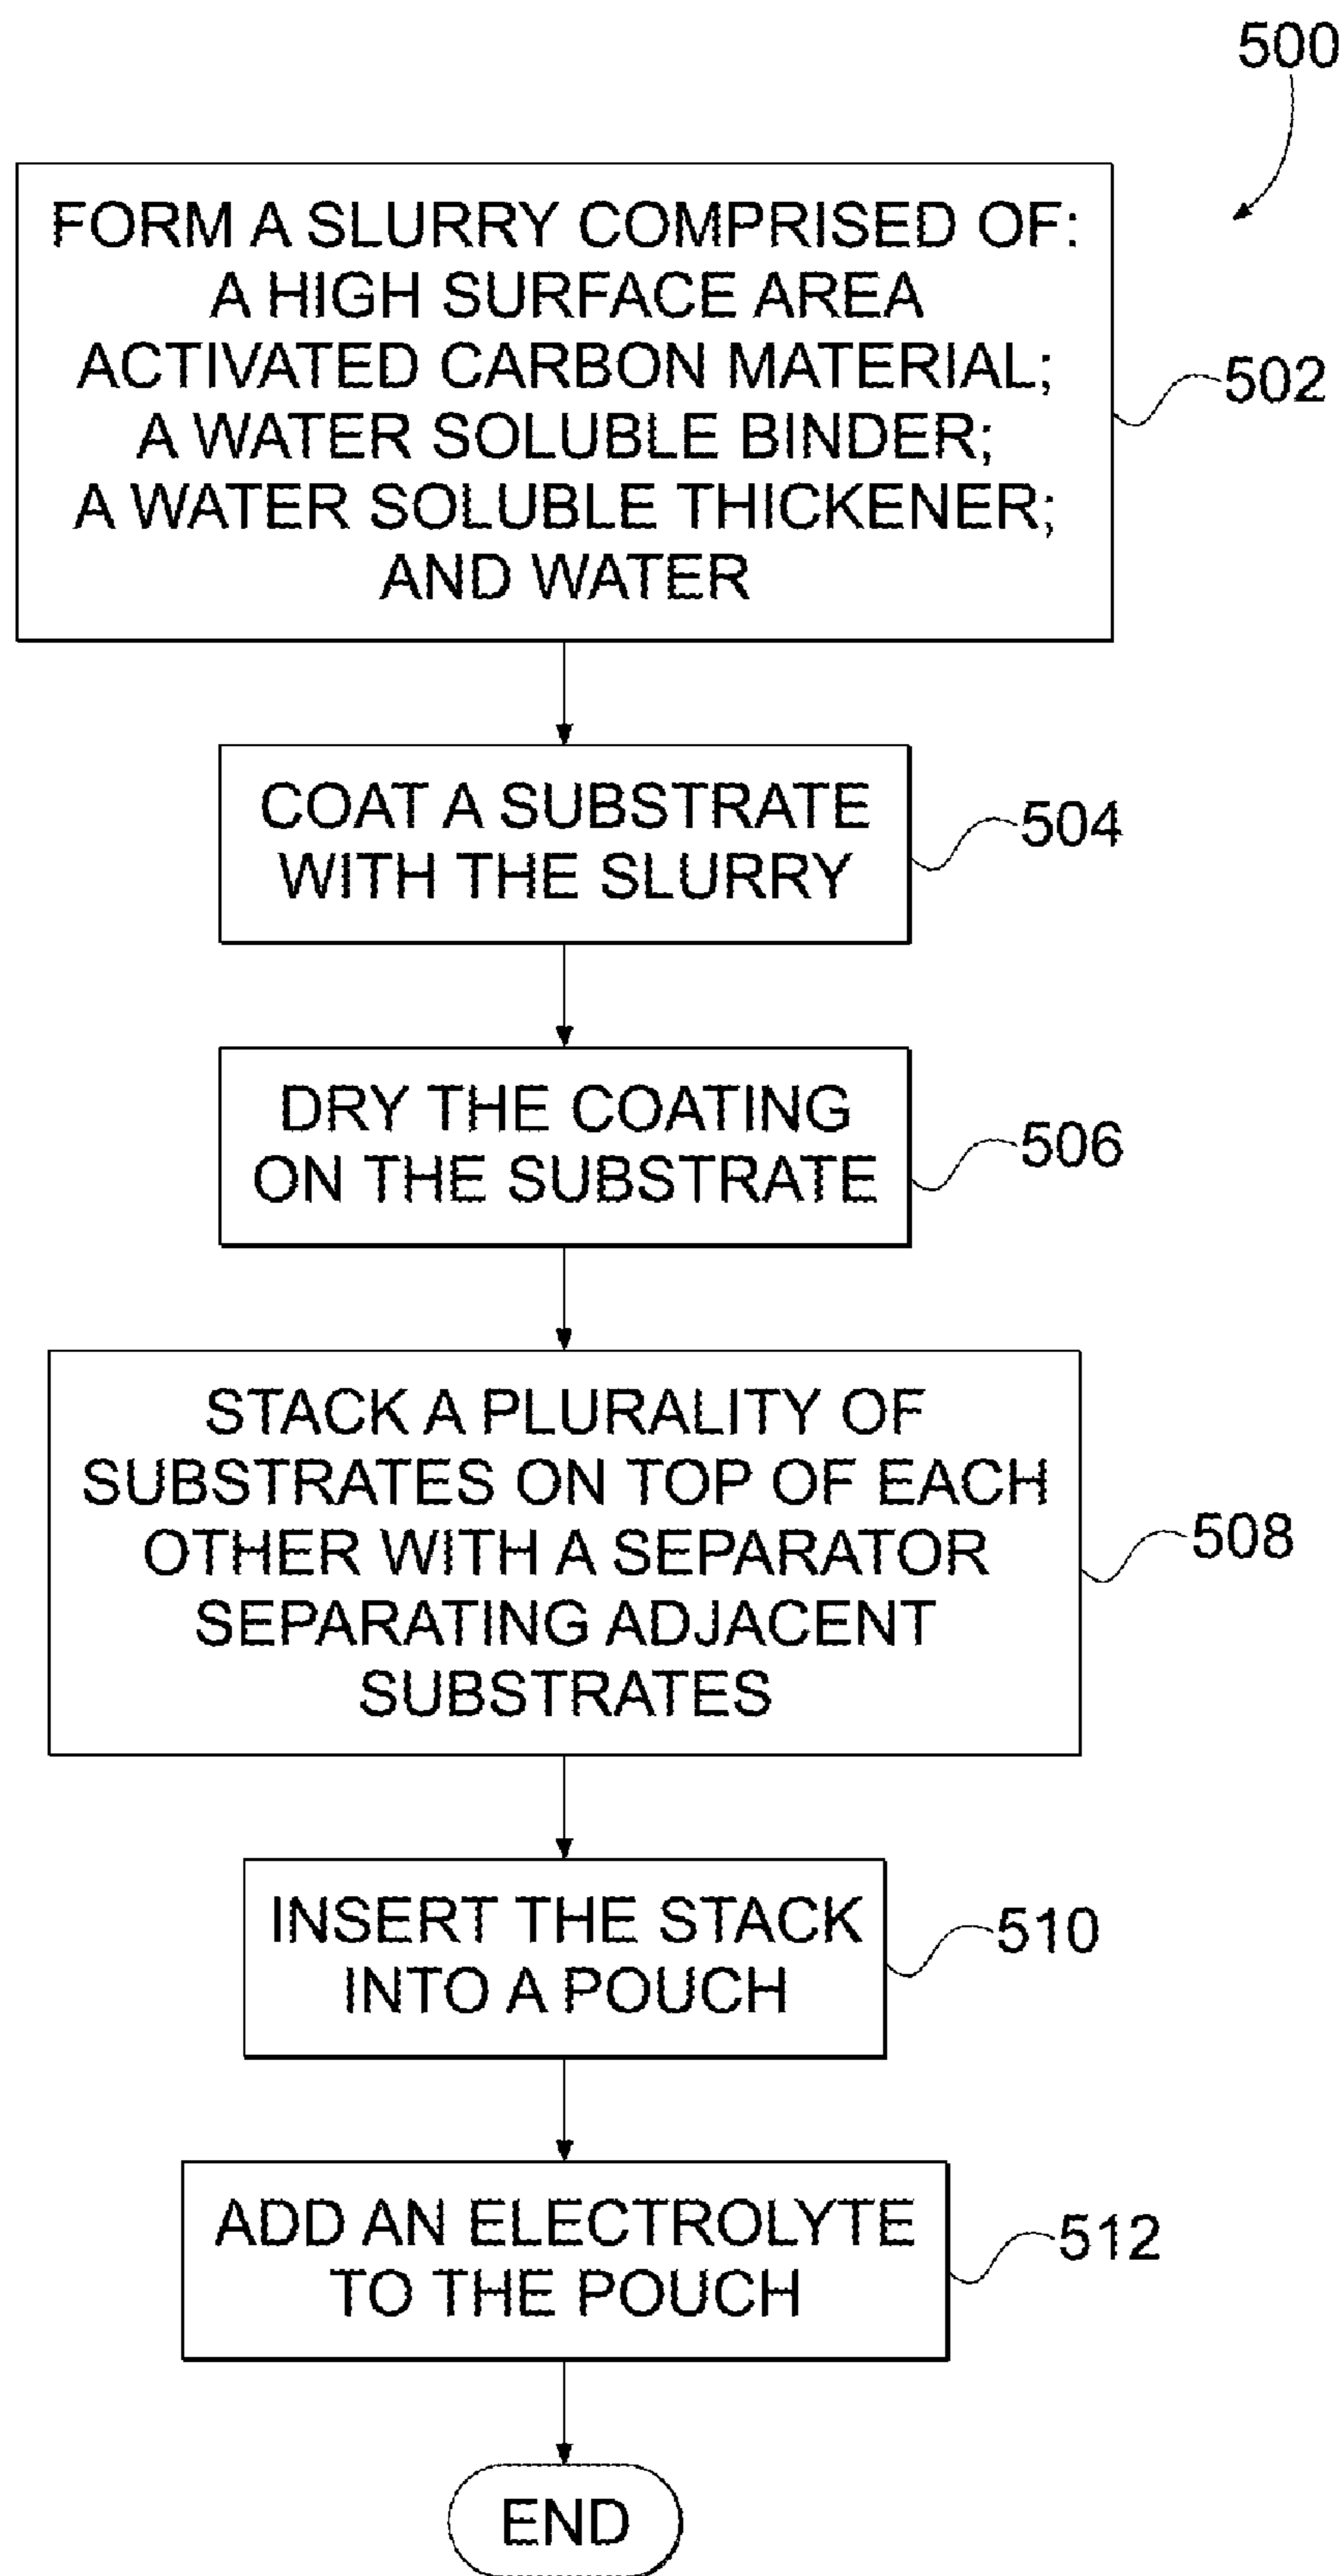 500
FORM A SLURRY COMPRISED OF:
A HIGH SURFACE AREA
ACTIVATED CARBON MATERIAL;
A WATER SOLUBLE BINDER;
A WATER SOLUBLE THICKENER;
AND WATER
502
COAT A SUBSTRATE
WITH THE SLURRY
504
DRY THE COATING
ON THE SUBSTRATE
506
STACK A PLURALITY OF
SUBSTRATES ON TOP OF EACH
OTHER WITH A SEPARATOR
SEPARATING ADJACENT
SUBSTRATES
508
INSERT THE STACK
INTO A POUCH
510
ADD AN ELECTROLYTE
TO THE POUCH
512
END